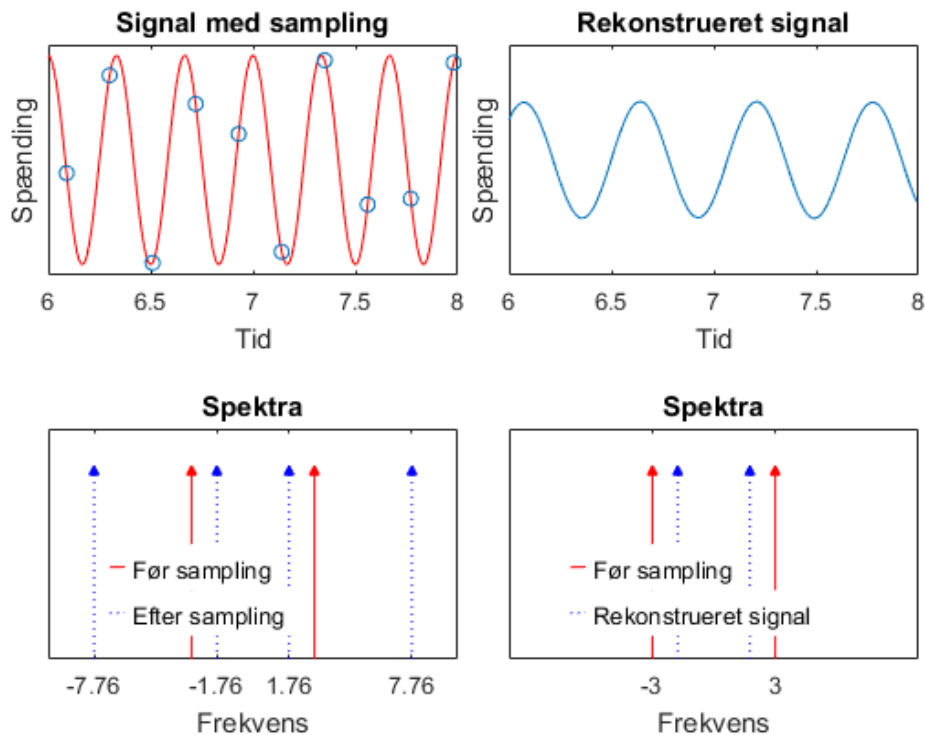 Signal med sampling
Spænding
6 6.5 7 7.5 8
Tid
Rekonstrueret signal
Spænding
6 6.5 7 7.5 8
Tid
Spektra
Før sampling
Efter sampling
-7.76 -1.76 1.76 7.76
Frekvens
Spektra
Før sampling
Rekonstrueret signal
-3 3
Frekvens